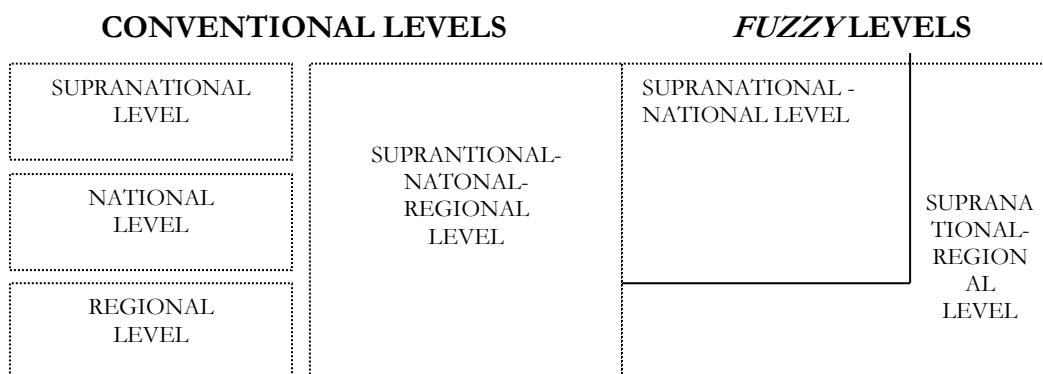 CONVENTIONAL LEVELS
FUZZY LEVELS
SUPRANATIONAL
LEVEL
NATIONAL
LEVEL
REGIONAL
LEVEL
SUPRANTIONAL-
NATONAL-
REGIONAL
LEVEL
SUPRANATIONAL -
NATIONAL LEVEL
SUPRANA
TIONAL-
REGION
AL
LEVEL